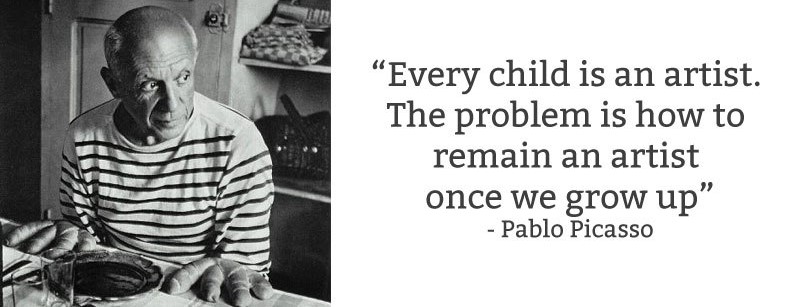 “Every child is an artist.
The problem is how to
remain an artist
once we grow up”
- Pablo Picasso